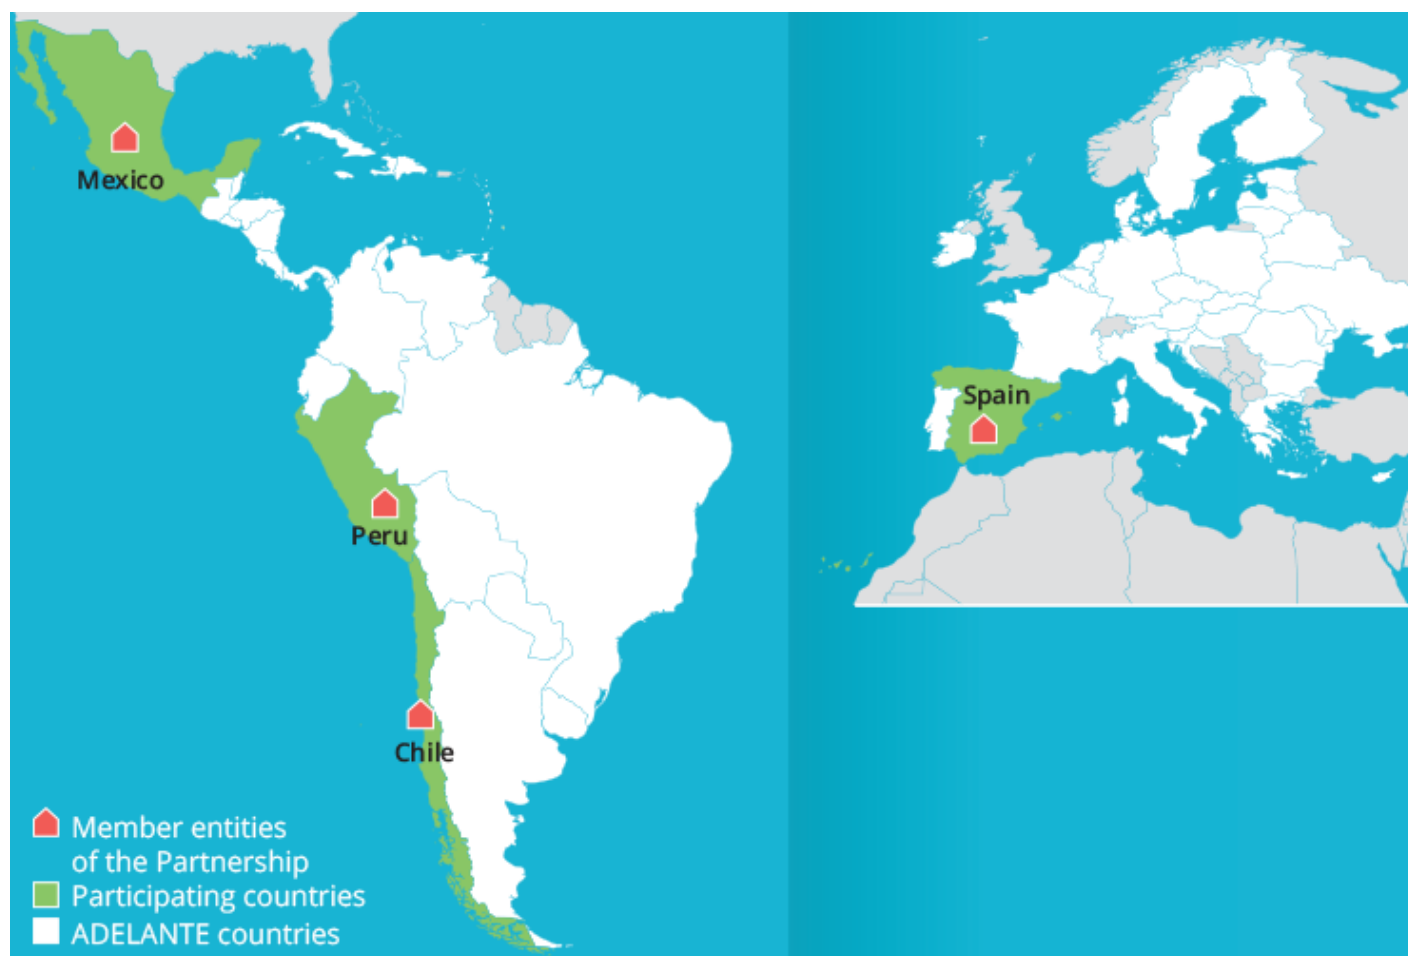 Mexico
Spain
Peru
Chile
Member entities
of the Partnership
Participating countries
ADELANTE countries